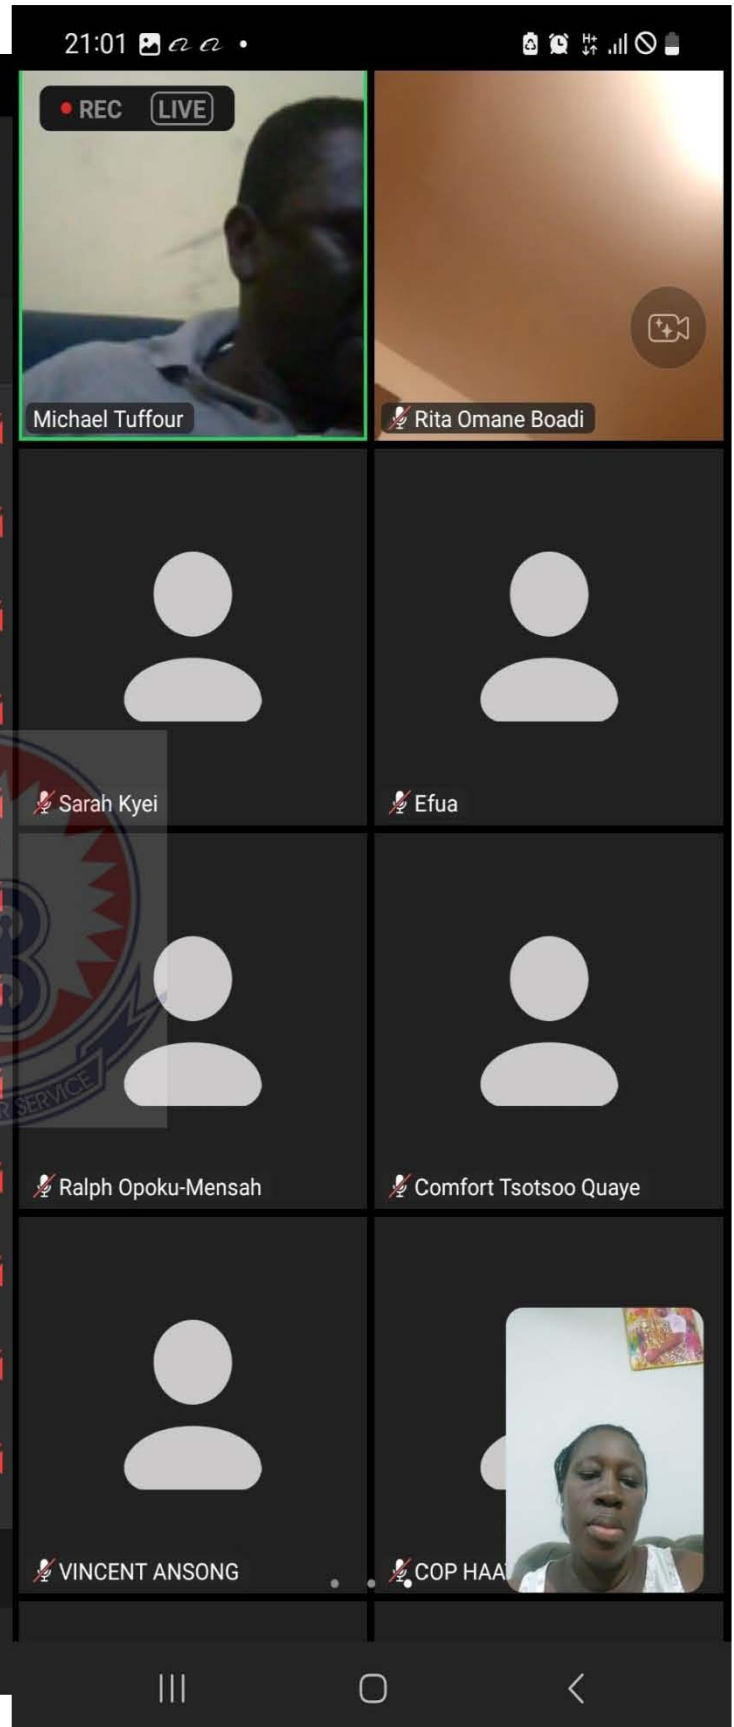 21:01
REC LIVE
Michael Tuffour
Rita Omane Boadi
Sarah Kyei
Efua
Ralph Opoku-Mensah
SERVICE
Comfort Tsotsoo Quaye
VINCENT ANSONG
COP HAA